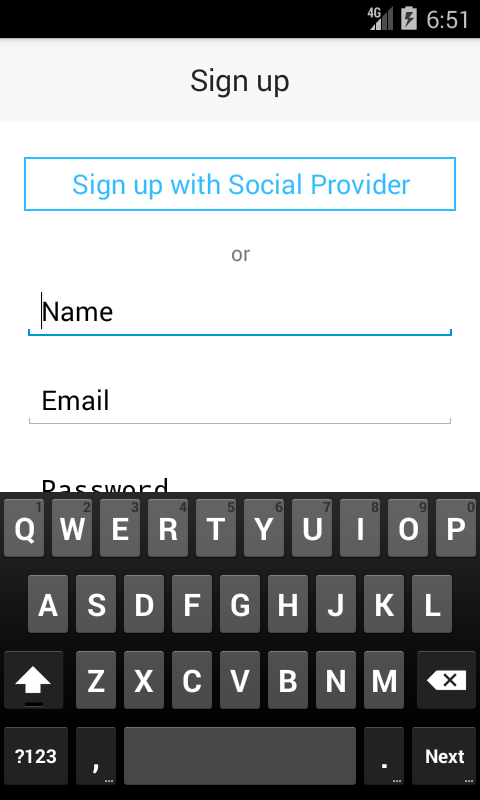 4G 6:51
Sign up
Sign up with Social Provider
or
Name
Email
Password
1 2 3 4 5 6 7 8 9 0
Q W E R T Y U I O P
A S D F G H J K L
Z X C V B N M
?123 , ... . ... Next ...